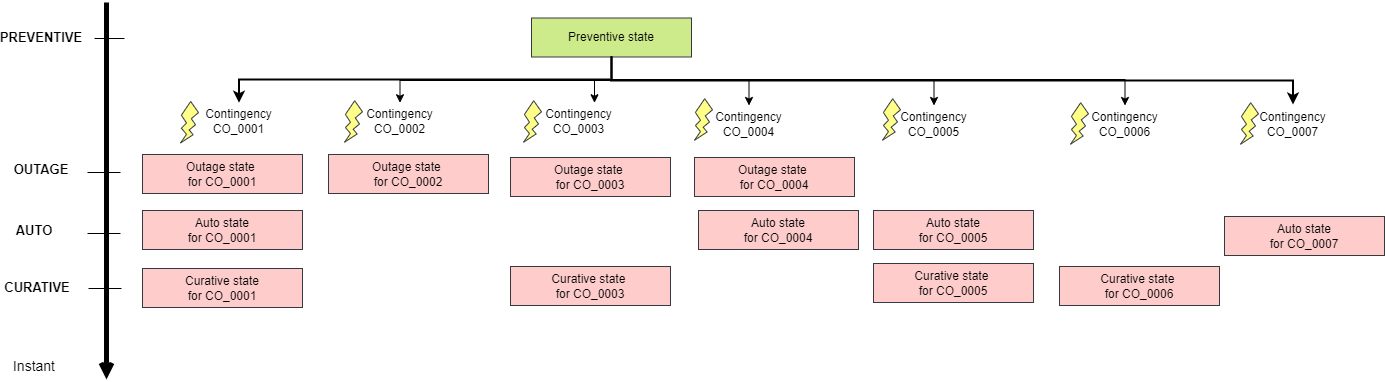 PREVENTIVE
Preventive state
Contingency
CO_0001
Contingency
CO_0002
Contingency
CO_0003
Contingency
CO_0004
Contingency
CO_0005
Contingency
CO_0006
Contingency
CO_0007
OUTAGE
Outage state
for CO_0001
Outage state
for CO_0002
Outage state
for CO_0003
Outage state
for CO_0004
AUTO
Auto state
for CO_0001
Auto state
for CO_0004
Auto state
for CO_0005
Auto state
for CO_0007
CURATIVE
Curative state
for CO_0001
Curative state
for CO_0003
Curative state
for CO_0005
Curative state
for CO_0006
Instant